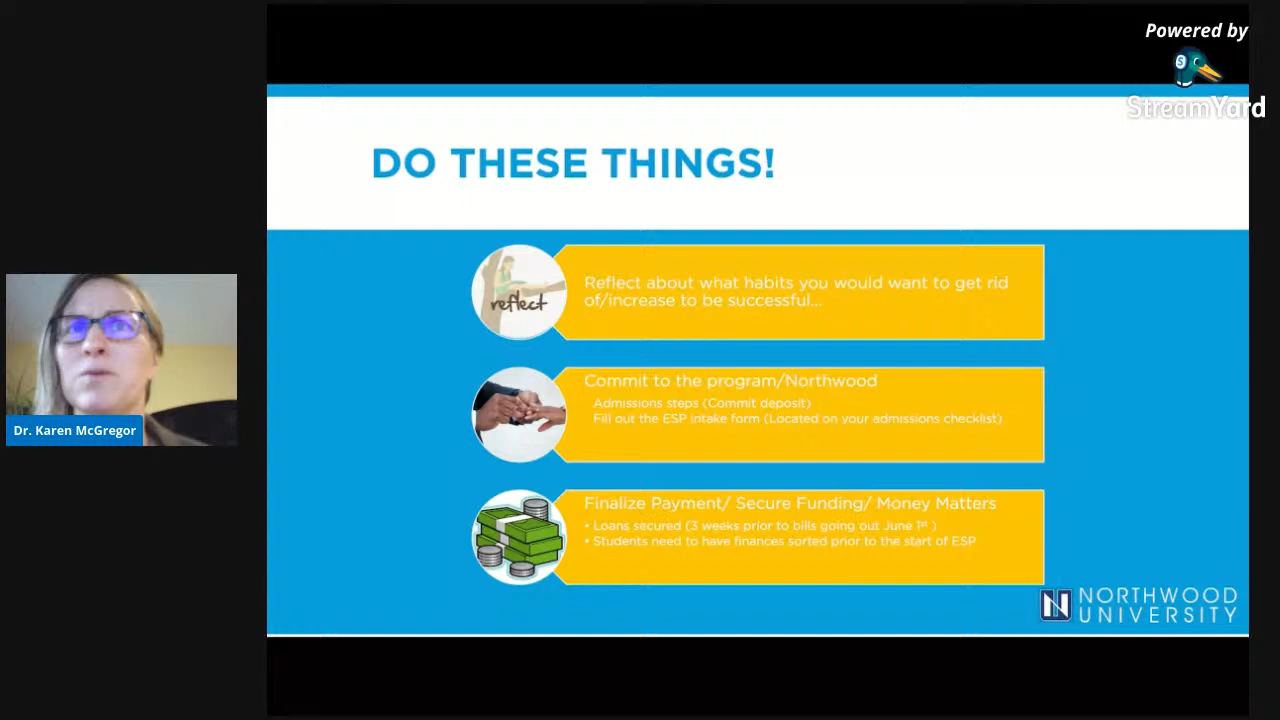 Powered by
StreamYard
DO THESE THINGS!
reflect
Reflect about what habits you would want to get rid
of/increase to be successful...
Commit to the program/Northwood
Admissions steps (Commit deposit)
Fill out the ESP intake form (Located on your admissions checklist)
Finalize Payment/ Secure Funding/ Money Matters
• Loans secured (3 weeks prior to bills going out June 1st )
• Students need to have finances sorted prior to the start of ESP
Dr. Karen McGregor
NORTHWOOD
UNIVERSITY